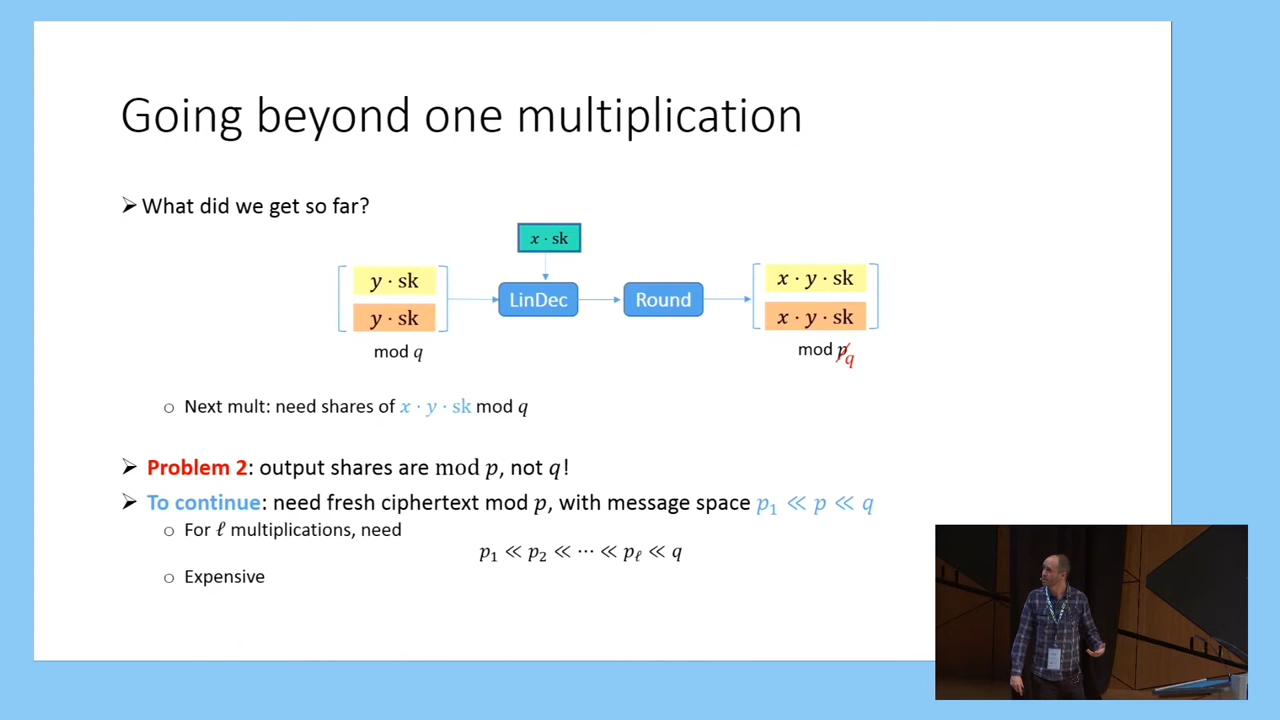 Going beyond one multiplication
➢ What did we get so far?
x · sk
y · sk
y · sk
mod q
LinDec
Round
x · y · sk
x · y · sk
mod p q
○ Next mult: need shares of x · y · sk mod q
➢ Problem 2: output shares are mod p, not q!
➢ To continue: need fresh ciphertext mod p, with message space p₁ ≪ p ≪ q
○ For ℓ multiplications, need
p₁ ≪ p₂ ≪ ⋯ ≪ pℓ ≪ q
○ Expensive